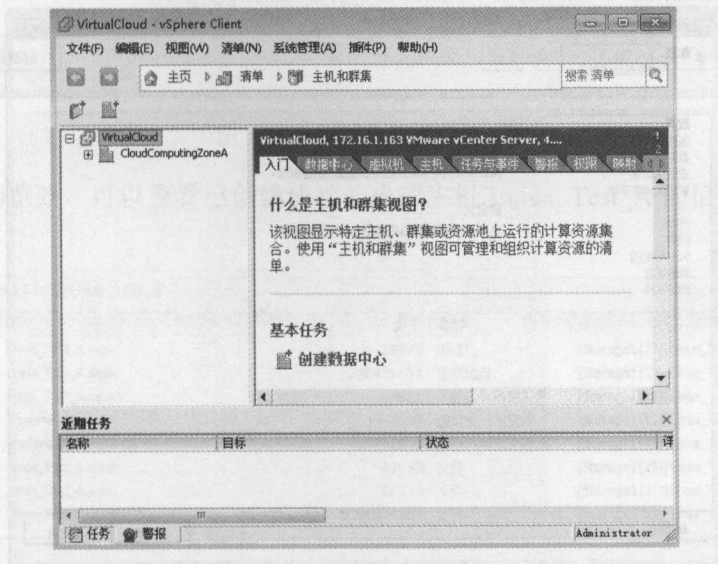 VirtualCloud - vSphere Client
文件(F) 编辑(E) 视图(W) 清单(N) 系统管理(A) 插件(P) 帮助(H)
主页 清单 主机和群集 搜索 清单
VirtualCloud
CloudComputingZoneA
VirtualCloud, 172.16.1.163 VMware vCenter Server, 4....
入门 数据中心 虚拟机 主机 任务与事件 警报 权限 映射
什么是主机和群集视图？
该视图显示特定主机、群集或资源池上运行的计算资源集
合。使用“主机和群集”视图可管理和组织计算资源的清
单。
基本任务
创建数据中心
近期任务
名称 目标 状态 详
任务 警报 Administrator